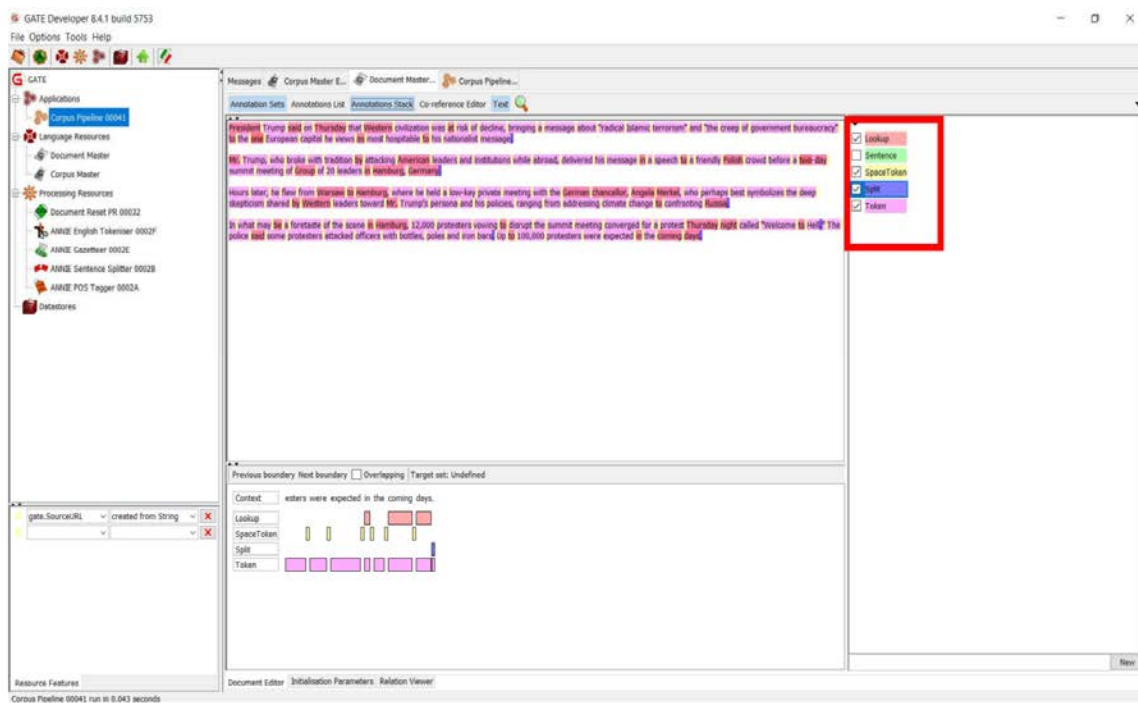 GATE Developer 8.4.1 build 5753
File Options Tools Help
GATE
Applications
Corpus Pipeline 00041
Language Resources
Document Master
Corpus Master
Processing Resources
Document Reset PR 00032
ANNIE English Tokeniser 0002F
ANNIE Gazetteer 0002E
ANNIE Sentence Splitter 0002B
ANNIE POS Tagger 0002A
Datastores
Messages Corpus Master E... Document Master... Corpus Pipeline...
Annotation Sets Annotations List Annotations Stack Co-reference Editor Text
President Trump said on Thursday that Western civilization was at risk of decline, bringing a message about "radical Islamic terrorism" and "the creep of government bureaucracy"
to the one European capital he views as most hospitable to his nationalist message.
Mr. Trump, who broke with tradition by attacking American leaders and institutions while abroad, delivered his message in a speech to a friendly Polish crowd before a two-day
summit meeting of Group of 20 leaders in Hamburg, Germany.
Hours later, he flew from Warsaw to Hamburg, where he held a low-key private meeting with the German chancellor, Angela Merkel, who perhaps best symbolizes the deep
skepticism shared by Western leaders toward Mr. Trump's persona and his policies, ranging from addressing climate change to confronting Russia.
In what may be a foretaste of the scene in Hamburg, 12,000 protesters vowing to disrupt the summit meeting converged for a protest Thursday night called "Welcome to Hell." The
police said some protesters attacked officers with bottles, poles and iron bars. Up to 100,000 protesters were expected in the coming days.
Lookup
Sentence
SpaceToken
Split
Token
Previous boundary Next boundary Overlapping Target set: Undefined
Context esters were expected in the coming days.
Lookup
SpaceToken
Split
Token
gate.SourceURL created from String
New
Resource Features
Document Editor Initialisation Parameters Relation Viewer
Corpus Pipeline 00041 run in 0.043 seconds